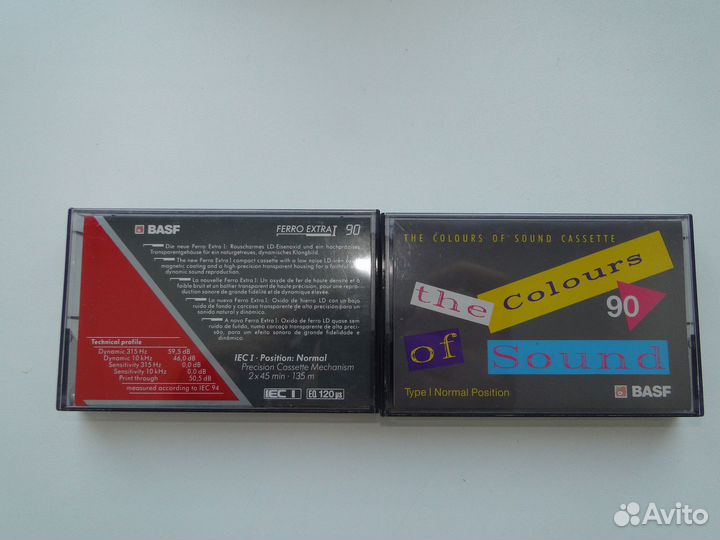 BASF
FERRO EXTRA I 90
Die neue Ferro Extra I: Rauscharmes LD-Eisenoxid und ein hochpräzises
Transparentgehäuse für ein naturgetreues, dynamisches Klangbild.
The new Ferro Extra I compact cassette with a low noise LD-iron oxide
magnetic coating and a high precision transparent housing for a faithful &
dynamic sound reproduction.
La nouvelle Ferro Extra I: Un oxyde de fer de haute densité et à
faible bruit et un boîtier transparent de haute précision, pour une repro-
duction sonore de grande fidélité et de dynamique élevée.
La nueva Ferro Extra I: Oxido de hierro LD con un bajo
ruido de fondo y carcasa transparente de alta precisión para un
sonido natural y dinámico.
A nova Ferro Extra I: Oxido de ferro LD quase sem
ruído de fundo, numa carcaça transparente de alta preci-
são, para um efeito sonoro de grande fidelidade e
dinâmica.
Technical profile
Dynamic 315 Hz 59,5 dB
Dynamic 10 kHz 46,0 dB
Sensitivity 315 Hz 0,0 dB
Sensitivity 10 kHz 0,0 dB
Print through 50,5 dB
measured according to IEC 94
IEC I · Position: Normal
Precision Cassette Mechanism
2 x 45 min · 135 m
IEC I EQ 120 µs
THE COLOURS OF SOUND CASSETTE
the Colours
90
of Sound
Type I Normal Position
BASF
Avito